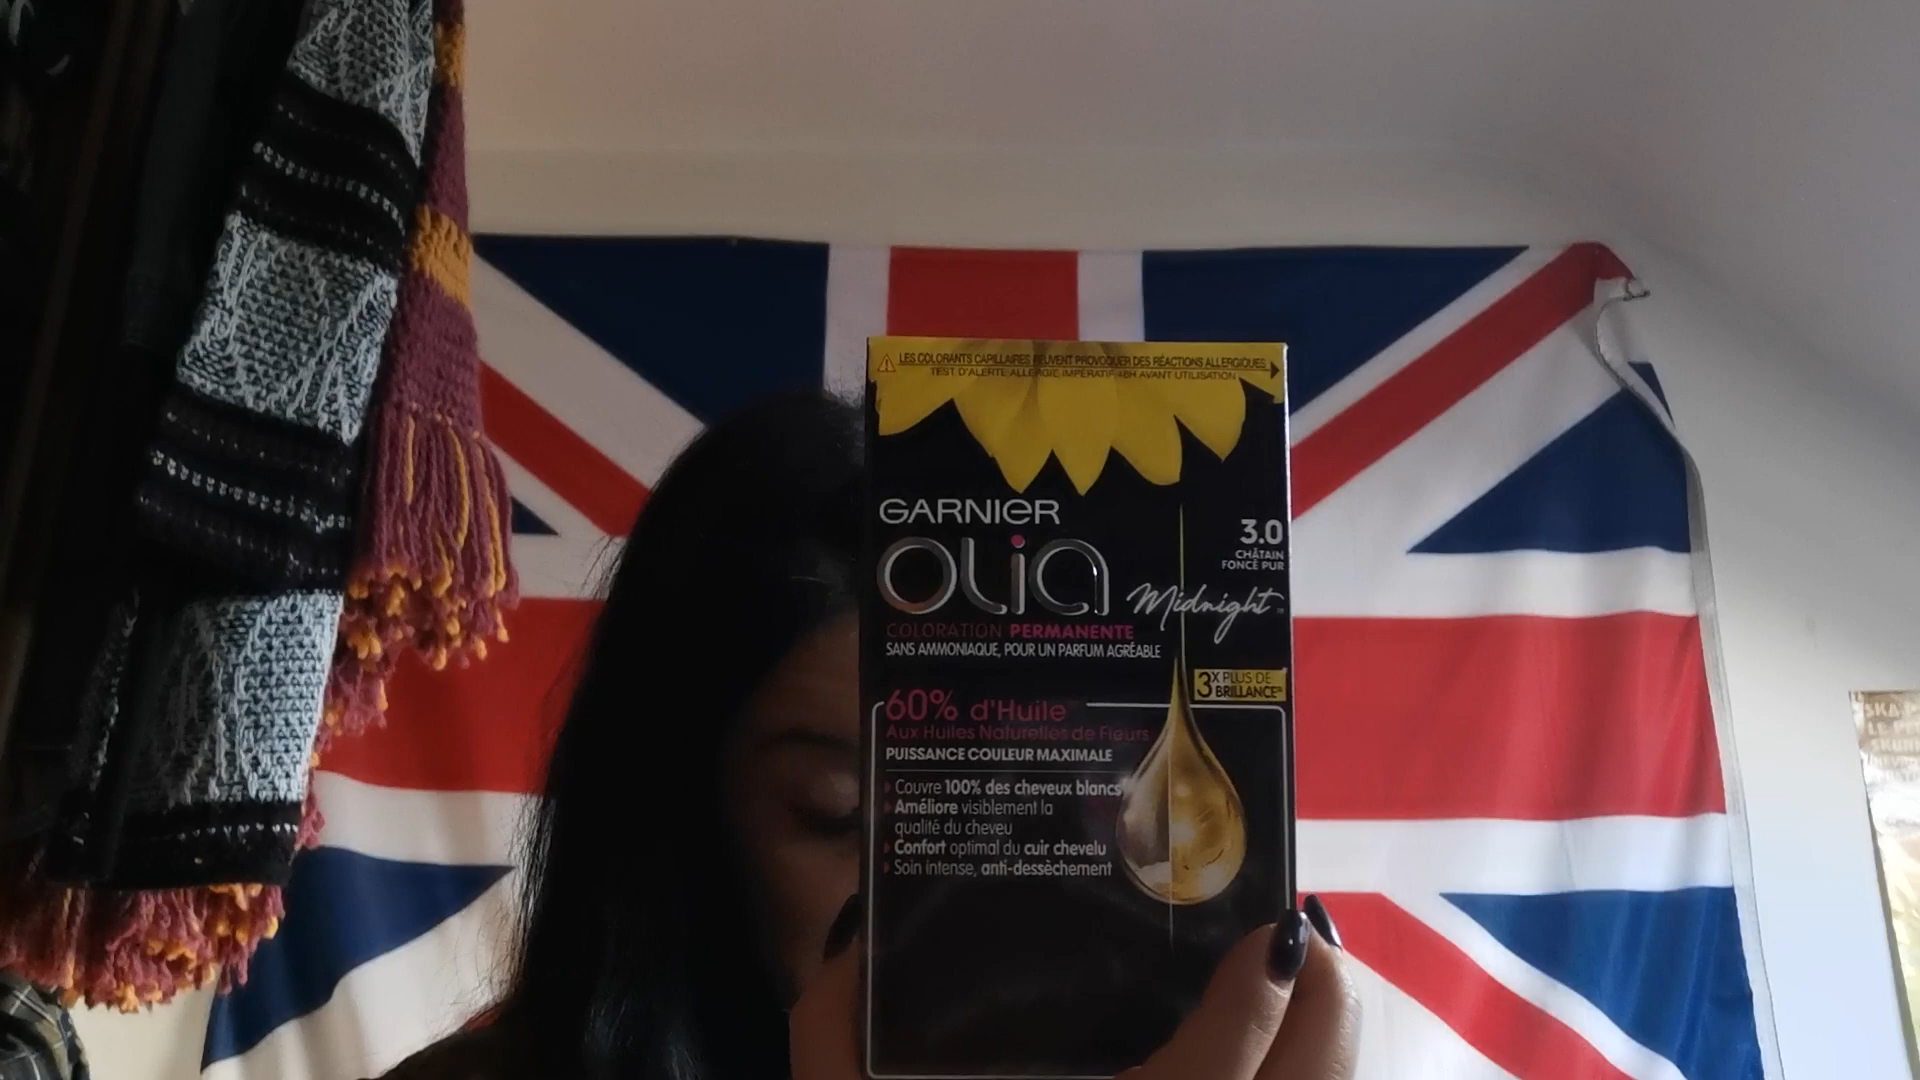 LES COLORANTS CAPILLAIRES PEUVENT PROVOQUER DES RÉACTIONS ALLERGIQUES
TEST D'ALERTE ALLERGIE IMPÉRATIF 48H AVANT UTILISATION
GARNIER
OLIA
3.0
CHÂTAIN
FONCÉ PUR
Midnight
COLORATION PERMANENTE
SANS AMMONIAQUE, POUR UN PARFUM AGRÉABLE
3X PLUS DE
BRILLANCE*
60% d'Huile
Aux Huiles Naturelles de Fleurs
PUISSANCE COULEUR MAXIMALE
Couvre 100% des cheveux blancs
Améliore visiblement la
qualité du cheveu
Confort optimal du cuir chevelu
Soin intense, anti-dessèchement
SKA
LE